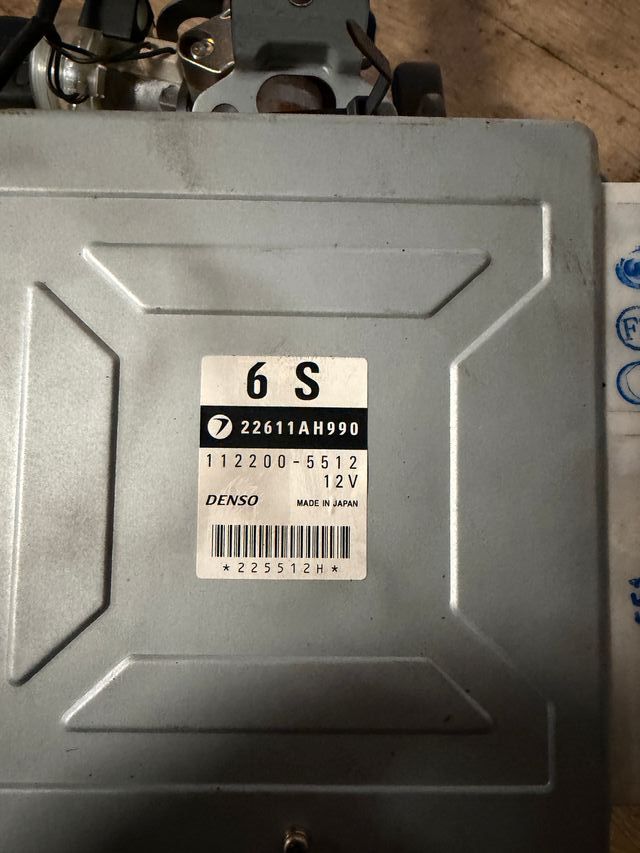 6 S
22611AH990
112200-5512
12V
DENSO MADE IN JAPAN
*225512H*